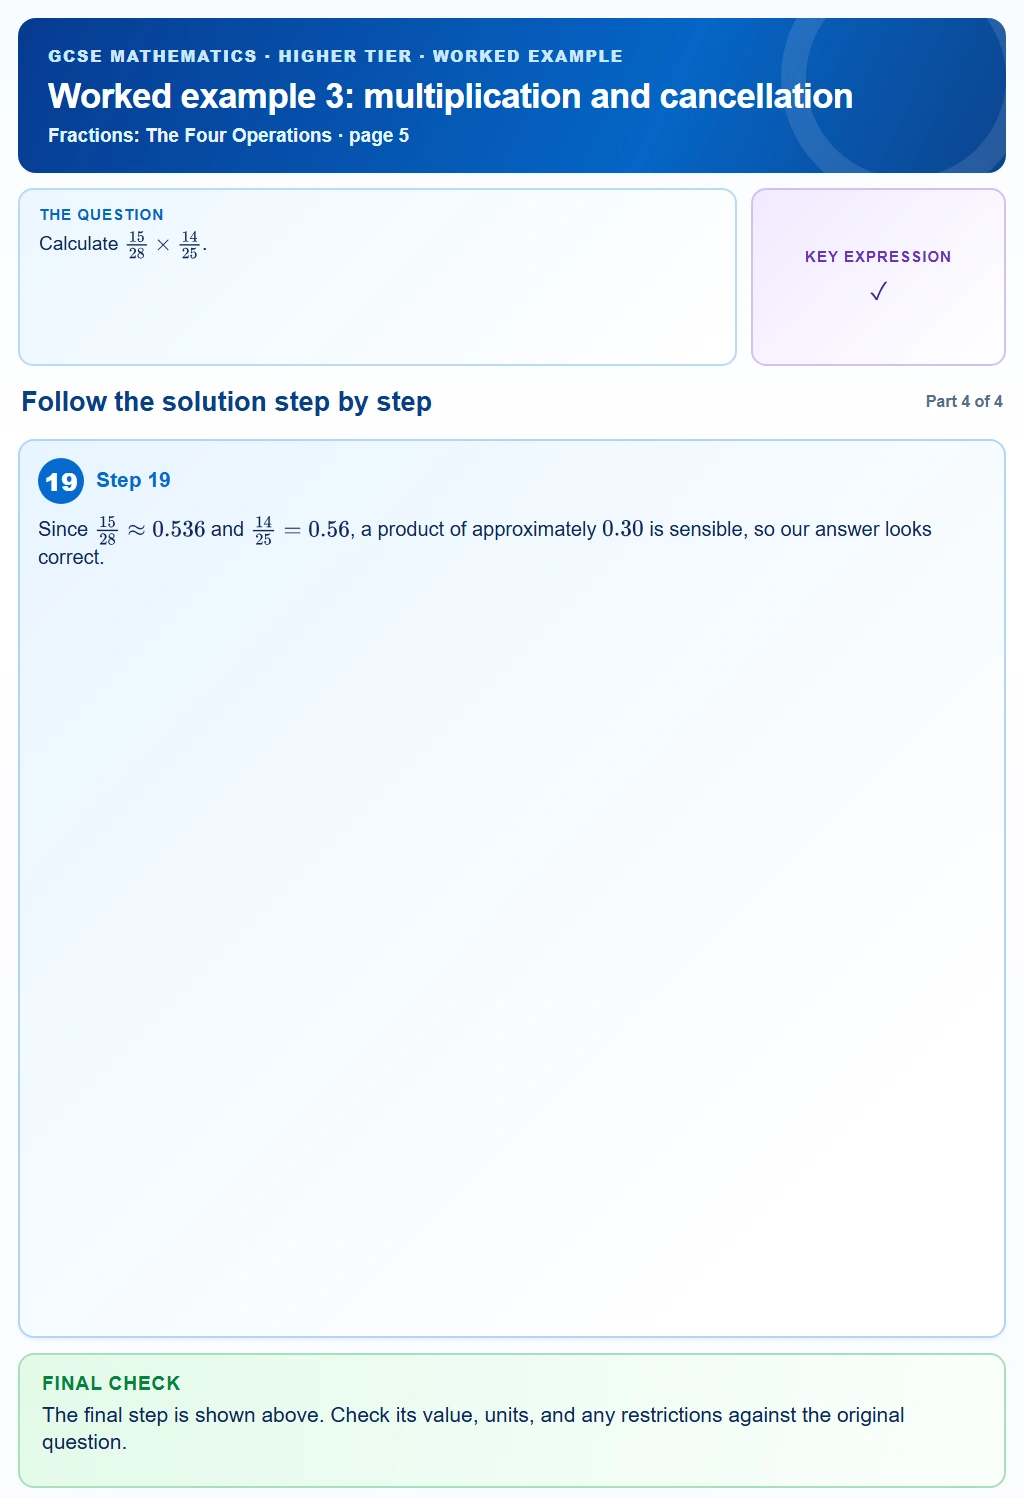 GCSE MATHEMATICS · HIGHER TIER · WORKED EXAMPLE
Worked example 3: multiplication and cancellation
Fractions: The Four Operations · page 5
THE QUESTION
Calculate 15/28 × 14/25.
KEY EXPRESSION
✓
Follow the solution step by step
Part 4 of 4
19 Step 19
Since 15/28 ≈ 0.536 and 14/25 = 0.56, a product of approximately 0.30 is sensible, so our answer looks
correct.
FINAL CHECK
The final step is shown above. Check its value, units, and any restrictions against the original
question.